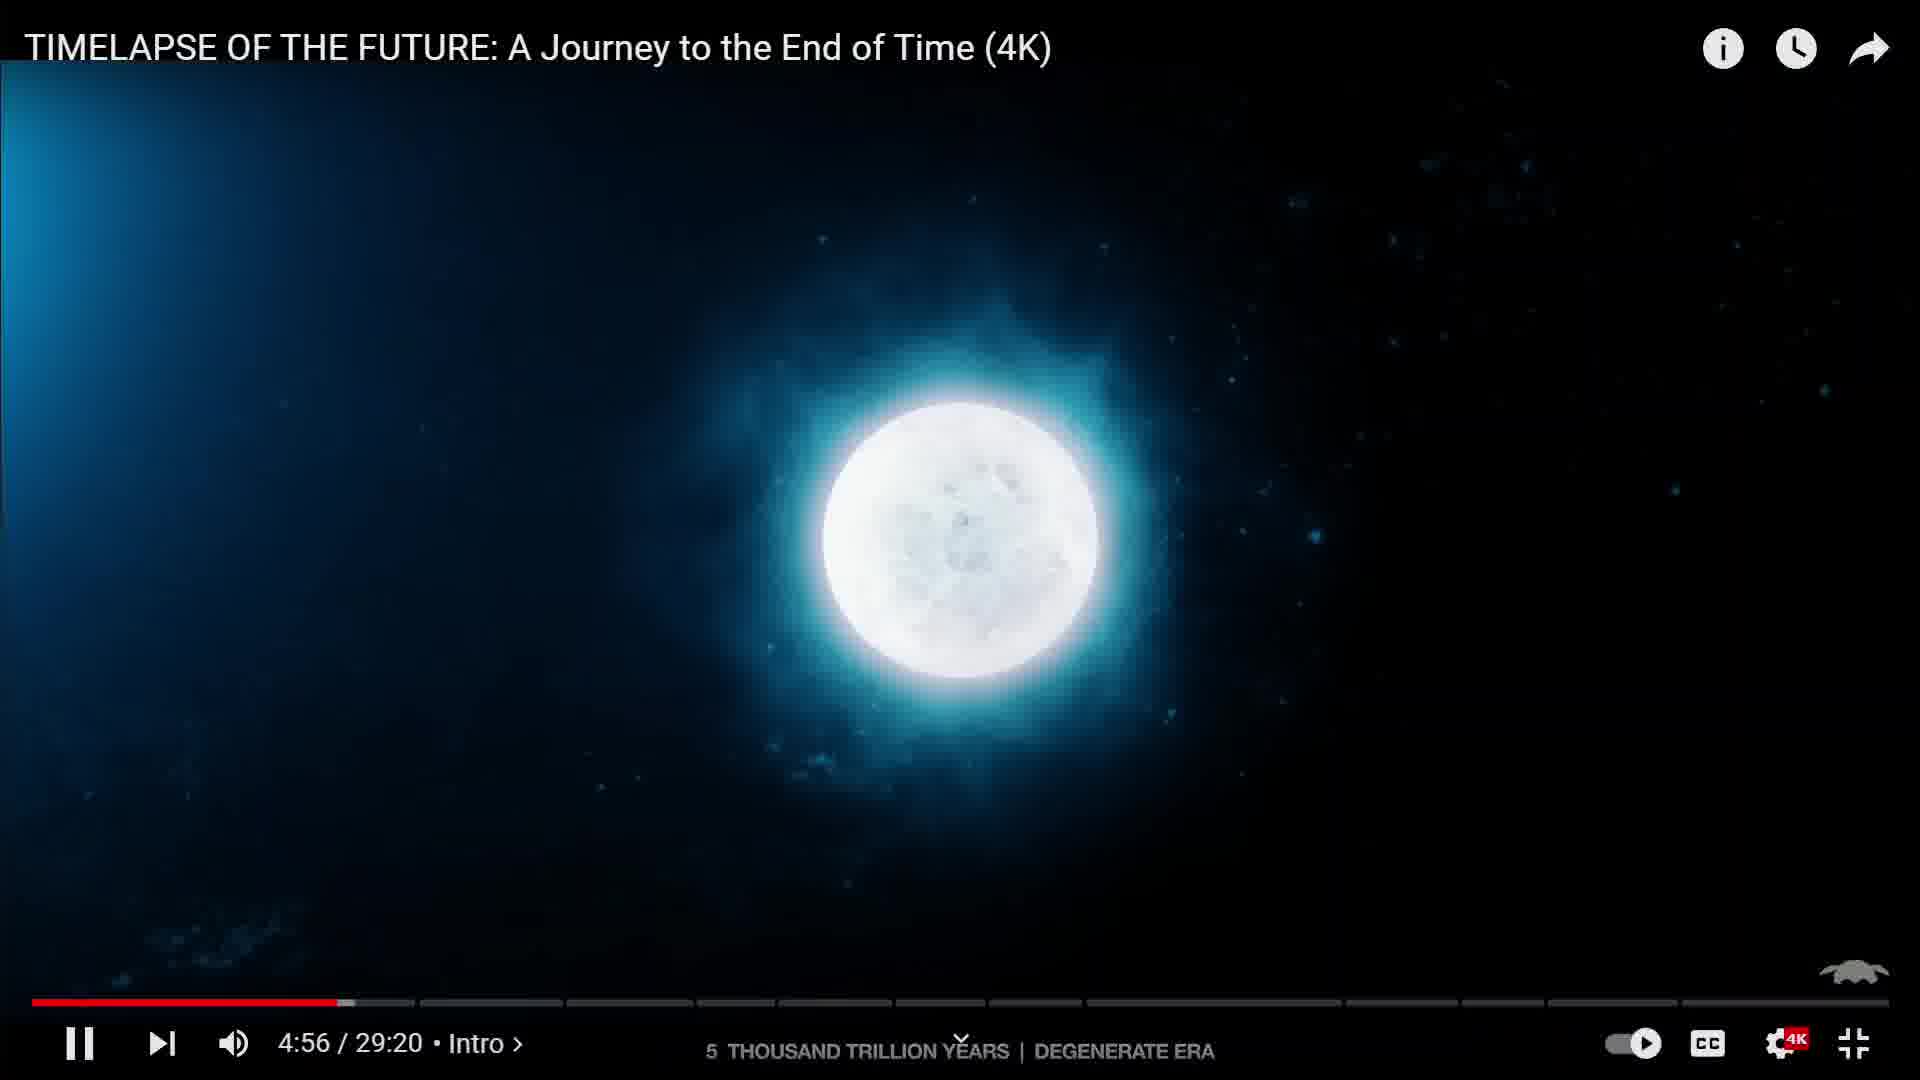 TIMELAPSE OF THE FUTURE: A Journey to the End of Time (4K)
4:56 / 29:20 • Intro
5 THOUSAND TRILLION YEARS | DEGENERATE ERA
CC
4K